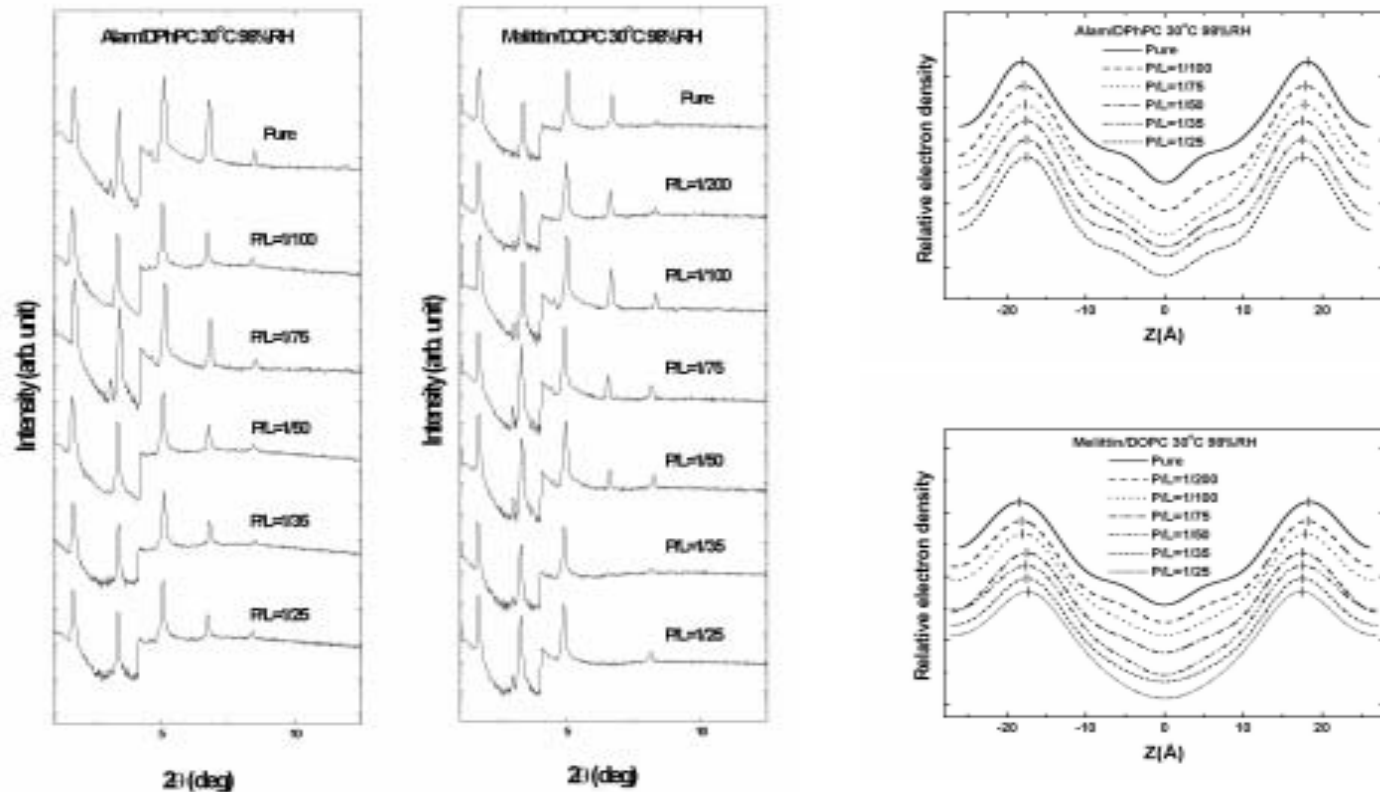 Alam/DPhPC 30°C 98%RH
Pure
P/L=1/100
P/L=1/75
P/L=1/50
P/L=1/35
P/L=1/25
Intensity (arb. unit)
5
10
2Θ (deg)
Melittin/DOPC 30°C 98%RH
Pure
P/L=1/200
P/L=1/100
P/L=1/75
P/L=1/50
P/L=1/35
P/L=1/25
Intensity (arb. unit)
5
10
2Θ (deg)
Alam/DPhPC 30°C 98%RH
Pure
P/L=1/100
P/L=1/75
P/L=1/50
P/L=1/35
P/L=1/25
Relative electron density
-20
-10
0
10
20
Z(Å)
Melittin/DOPC 30°C 98%RH
Pure
P/L=1/200
P/L=1/100
P/L=1/75
P/L=1/50
P/L=1/35
P/L=1/25
Relative electron density
-20
-10
0
10
20
Z(Å)